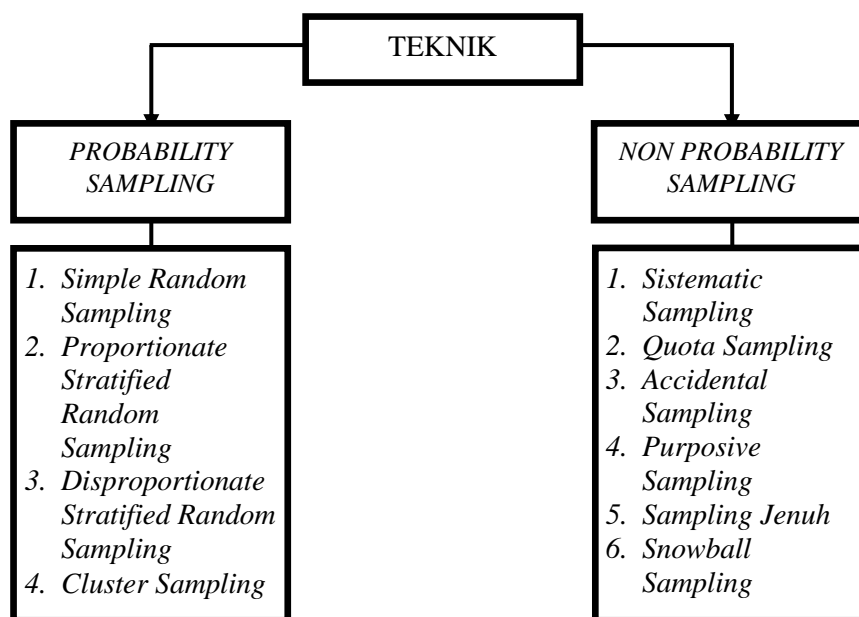 TEKNIK
PROBABILITY
SAMPLING
1. Simple Random
Sampling
2. Proportionate
Stratified
Random
Sampling
3. Disproportionate
Stratified Random
Sampling
4. Cluster Sampling
NON PROBABILITY
SAMPLING
1. Sistematic
Sampling
2. Quota Sampling
3. Accidental
Sampling
4. Purposive
Sampling
5. Sampling Jenuh
6. Snowball
Sampling